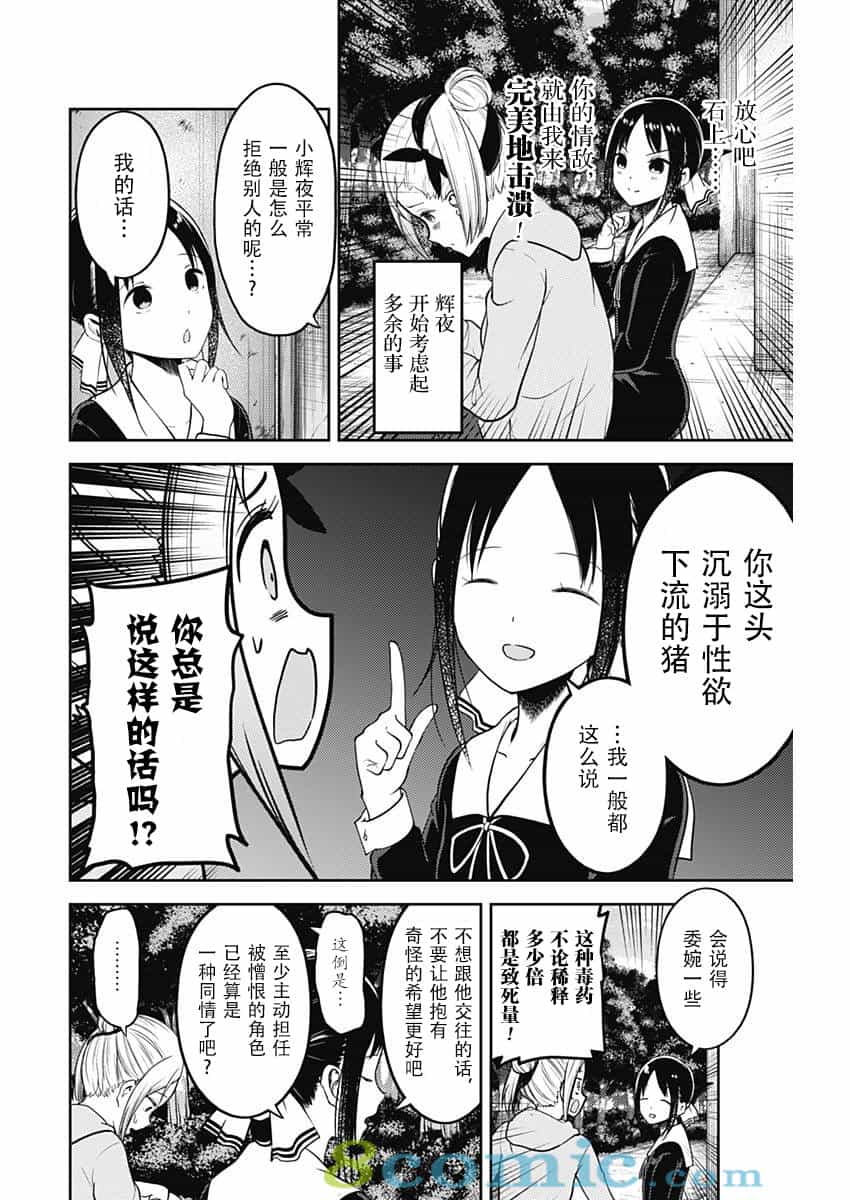 放心吧
石上……
你的情敌,
就由我来
完美地击溃!
辉夜
开始考虑起
多余的事
小辉夜平常
一般是怎么
拒绝别人的呢…?
我的话…
你这头
沉溺于性欲
下流的猪
…我一般都
这么说
你总是
说这样的话吗!?
会说得
委婉一些
这种毒药
不论稀释
多少倍
都是致死量!
不想跟他交往的话,
不要让他抱有
奇怪的希望更好吧
这倒是…
至少主动担任
被憎恨的角色
已经算是
一种同情了吧?
………
8comic.com